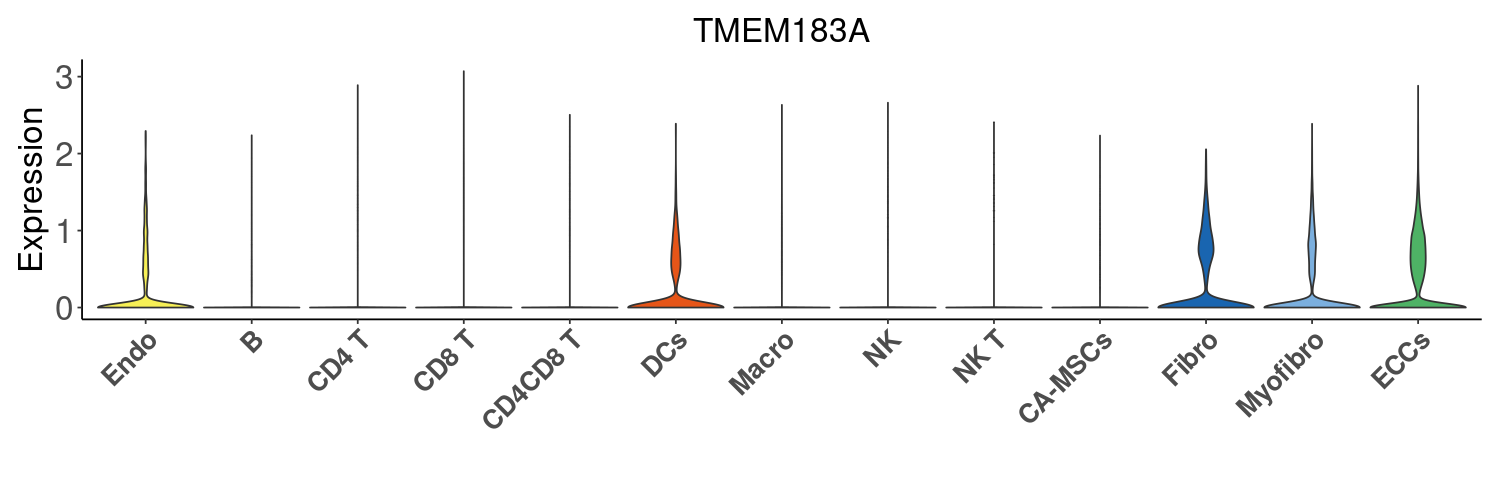 TMEM183A
Expression
3
2
1
0
Endo
B
CD4 T
CD8 T
CD4CD8 T
DCs
Macro
NK
NK T
CA-MSCs
Fibro
Myofibro
ECCs